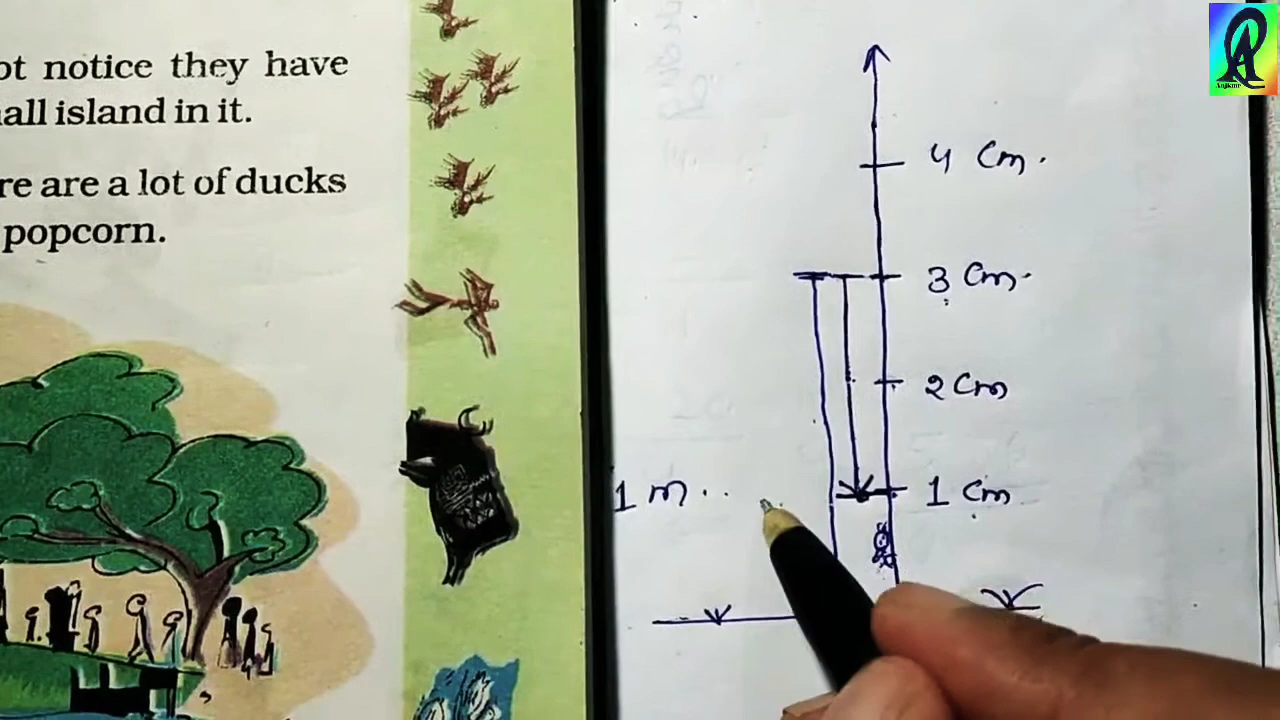 ot notice they have
all island in it.
re are a lot of ducks
popcorn.
4 Cm.
3 Cm.
2 Cm
1 m..
1 Cm